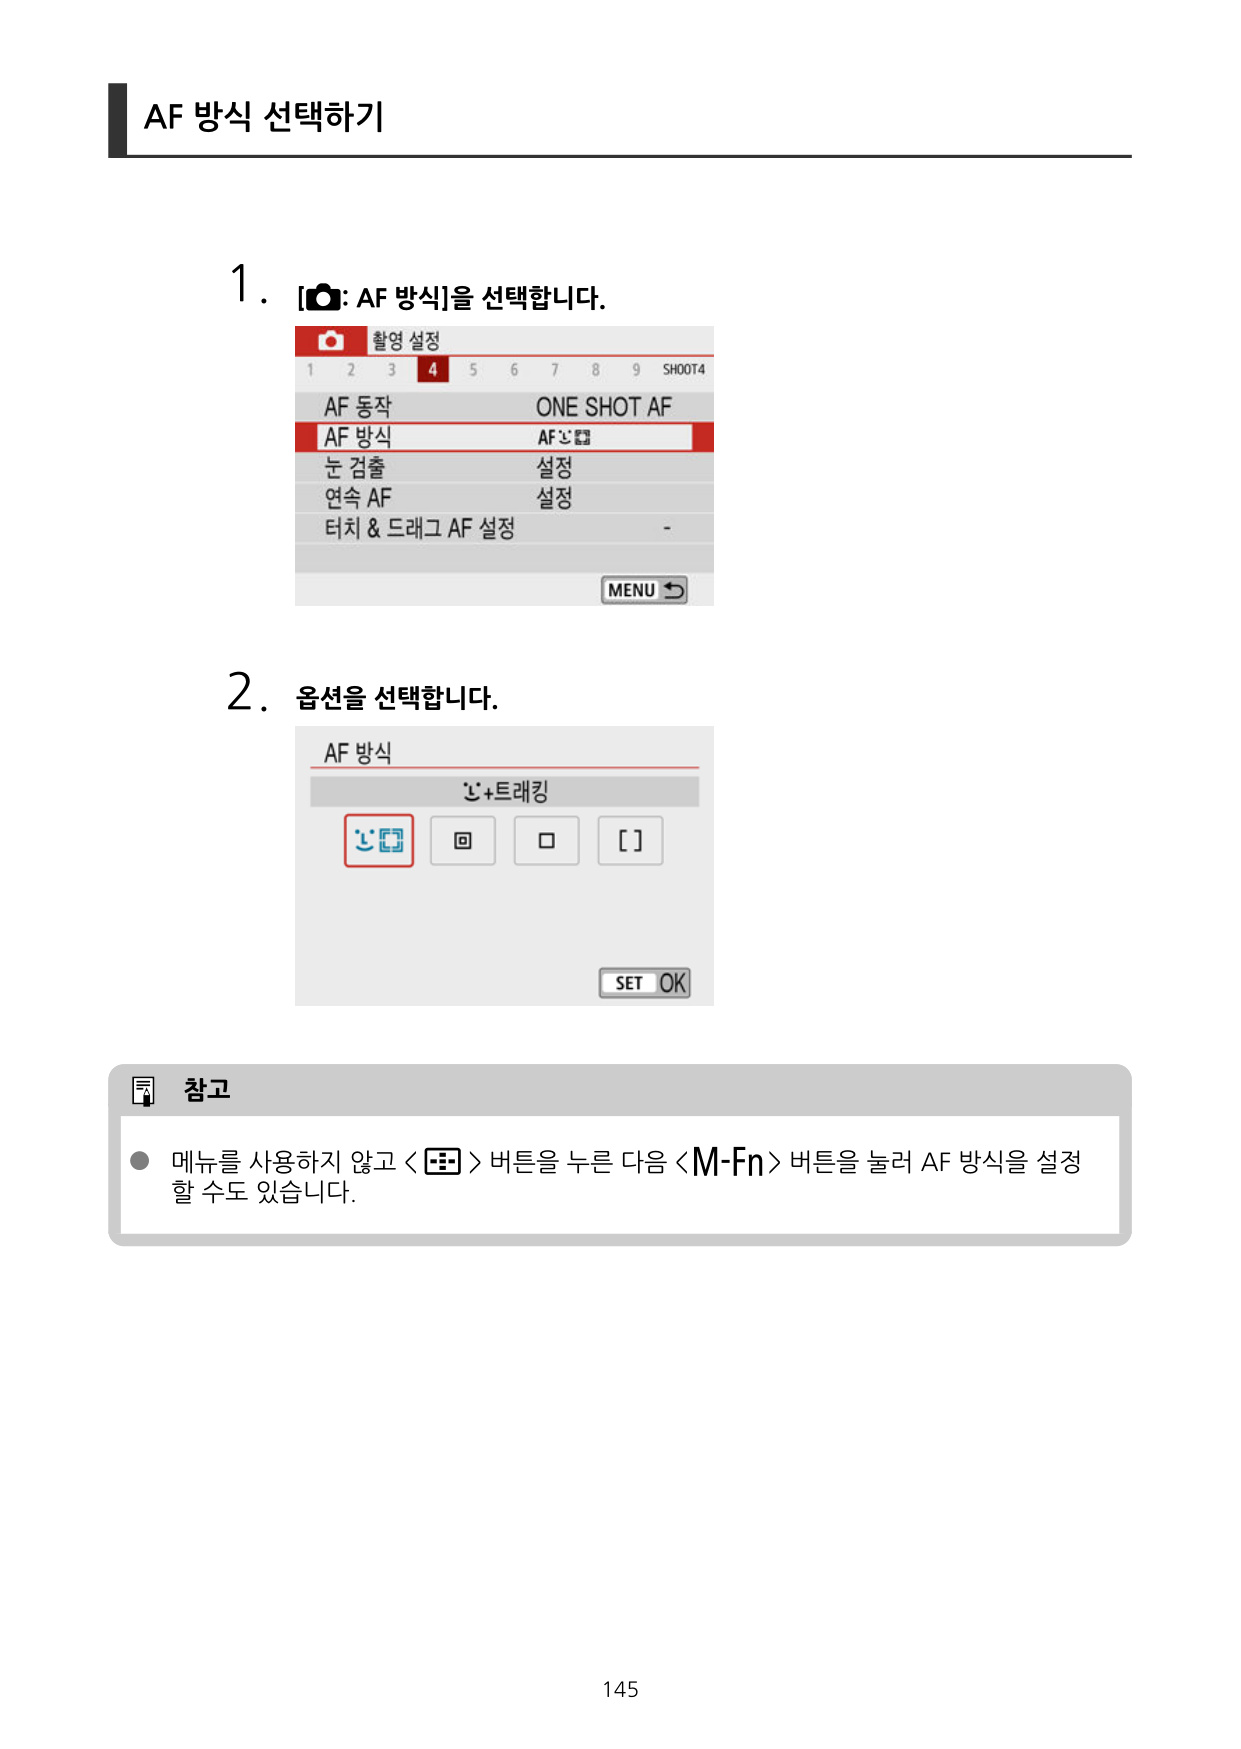 AF 방식 선택하기
1. [: AF 방식]을 선택합니다.
촬영 설정
1 2 3 4 5 6 7 8 9 SHOOT4
AF 동작 ONE SHOT AF
AF 방식 AF
눈 검출 설정
연속 AF 설정
터치 & 드래그 AF 설정 -
MENU
2. 옵션을 선택합니다.
AF 방식
+트래킹
SET OK
참고
● 메뉴를 사용하지 않고 < > 버튼을 누른 다음 <M-Fn> 버튼을 눌러 AF 방식을 설정
할 수도 있습니다.
145